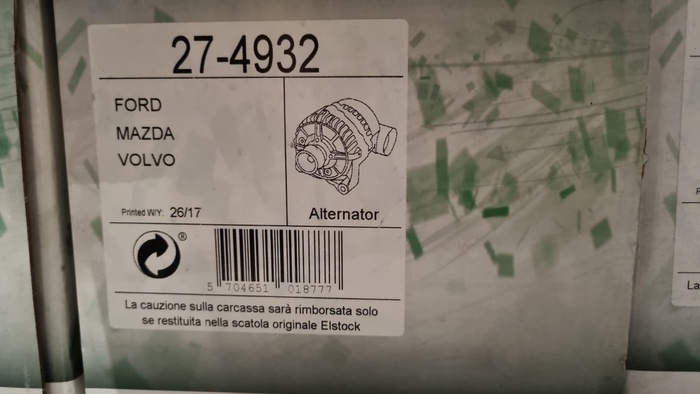 27-4932
FORD
MAZDA
VOLVO
Printed W/Y: 26/17
Alternator
®
5 704651 018777
La cauzione sulla carcassa sarà rimborsata solo
se restituita nella scatola originale Elstock
La